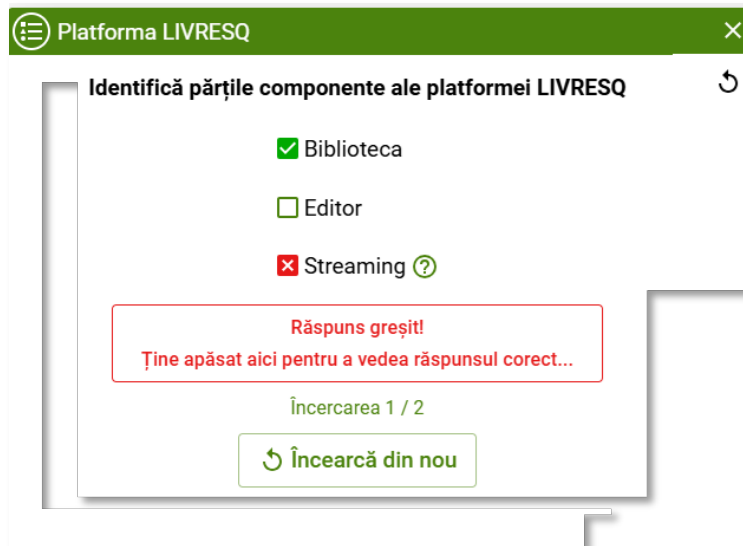 Platforma LIVRESQ
Identifică părțile componente ale platformei LIVRESQ
Biblioteca
Editor
Streaming
Răspuns greșit!
Ține apăsat aici pentru a vedea răspunsul corect...
Încercarea 1 / 2
Încearcă din nou